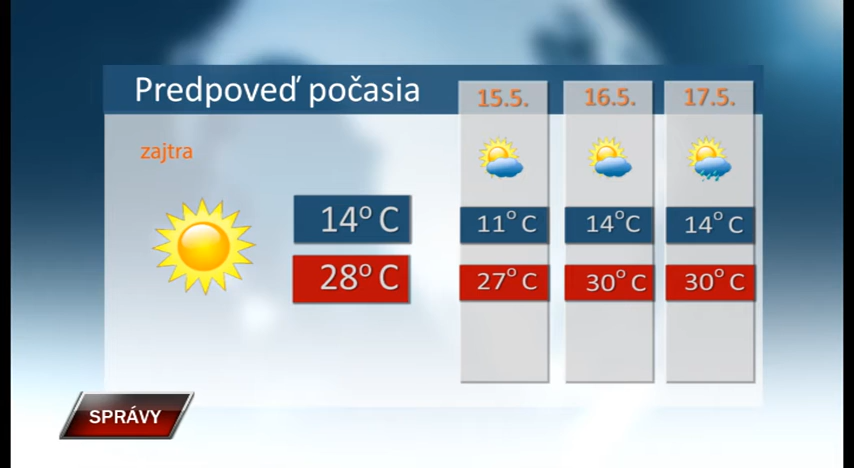 Predpoveď počasia
zajtra
14° C
28° C
15.5.
11° C
27° C
16.5.
14°C
30° C
17.5.
14° C
30° C
SPRÁVY